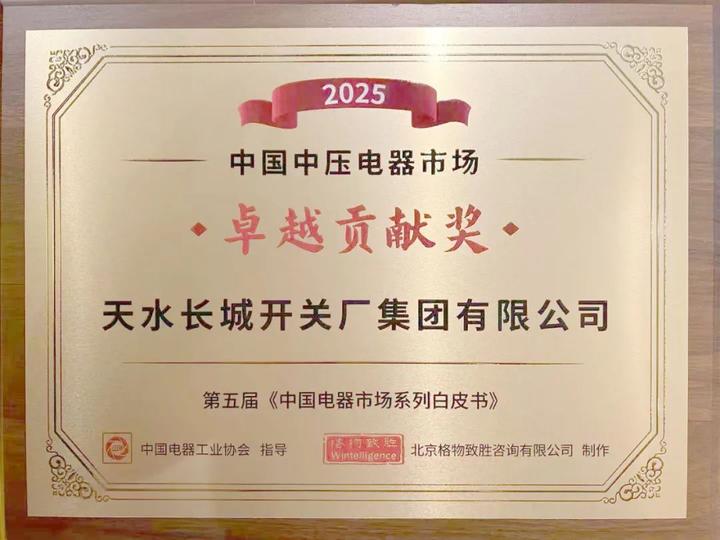 2025
中国中压电器市场
卓越贡献奖
天水长城开关厂集团有限公司
第五届《中国电器市场系列白皮书》
中国电器工业协会 指导 格物致胜 Wintelligence 北京格物致胜咨询有限公司 制作